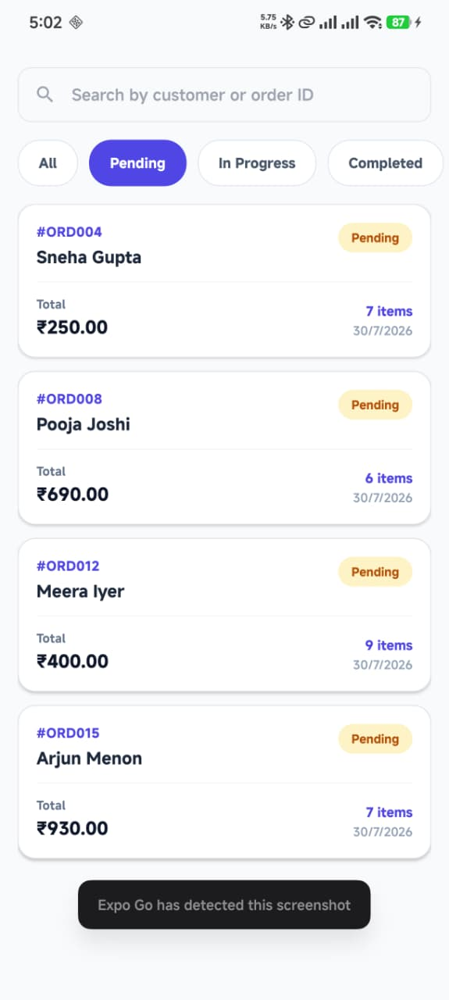 5:02
5.75
KB/s
87
Search by customer or order ID
All
Pending
In Progress
Completed
#ORD004
Pending
Sneha Gupta
Total
7 items
₹250.00
30/7/2026
#ORD008
Pending
Pooja Joshi
Total
6 items
₹690.00
30/7/2026
#ORD012
Pending
Meera Iyer
Total
9 items
₹400.00
30/7/2026
#ORD015
Pending
Arjun Menon
Total
7 items
₹930.00
30/7/2026
Expo Go has detected this screenshot